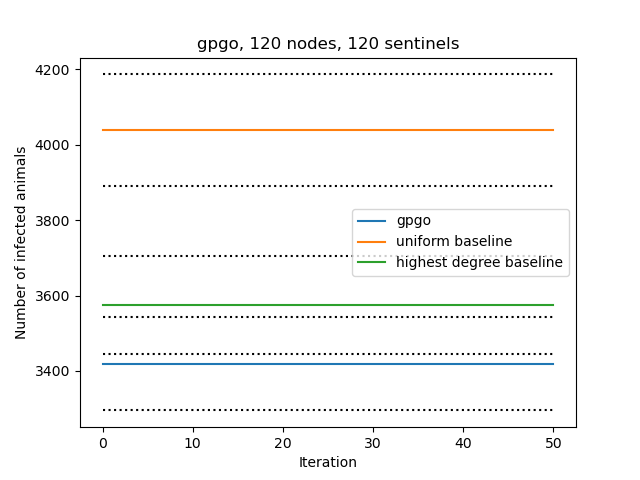 gpgo, 120 nodes, 120 sentinels
4200
4000
3800
3600
3400
Number of infected animals
gpgo
uniform baseline
highest degree baseline
0 10 20 30 40 50
Iteration